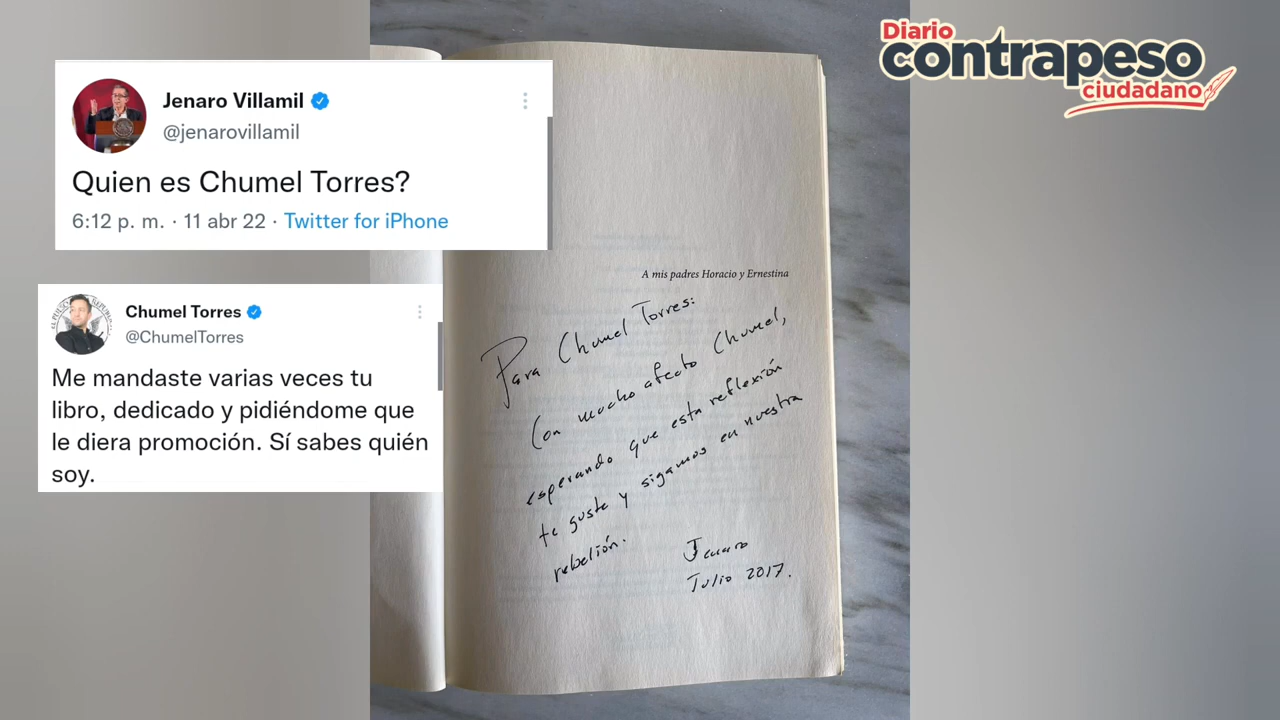 Diario
contrapeso
ciudadano
Jenaro Villamil
@jenarovillamil
Quien es Chumel Torres?
6:12 p. m. · 11 abr 22 · Twitter for iPhone
Chumel Torres
@ChumelTorres
Me mandaste varias veces tu
libro, dedicado y pidiéndome que
le diera promoción. Sí sabes quién
soy.
A mis padres Horacio y Ernestina
Para Chumel Torres:
Con mucho afecto Chumel,
esperando que esta reflexión
te guste y sigamos en nuestra
rebelión.
Jenaro
Julio 2017.